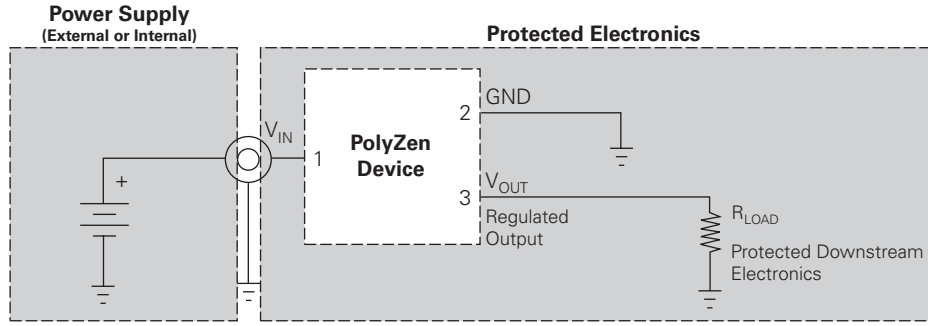 Power Supply
(External or Internal)
Protected Electronics
+
V_IN
1
PolyZen
Device
2
GND
3
V_OUT
Regulated
Output
R_LOAD
Protected Downstream
Electronics